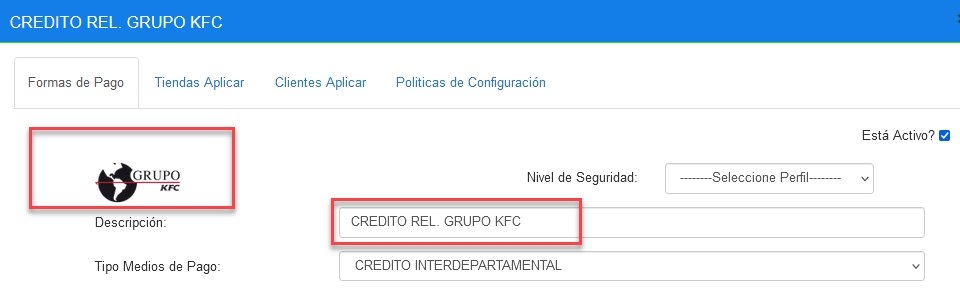 CREDITO REL. GRUPO KFC
Formas de Pago Tiendas Aplicar Clientes Aplicar Politicas de Configuración
Está Activo?
GRUPO
KFC
Nivel de Seguridad: --------Seleccione Perfil--------
Descripción: CREDITO REL. GRUPO KFC
Tipo Medios de Pago: CREDITO INTERDEPARTAMENTAL